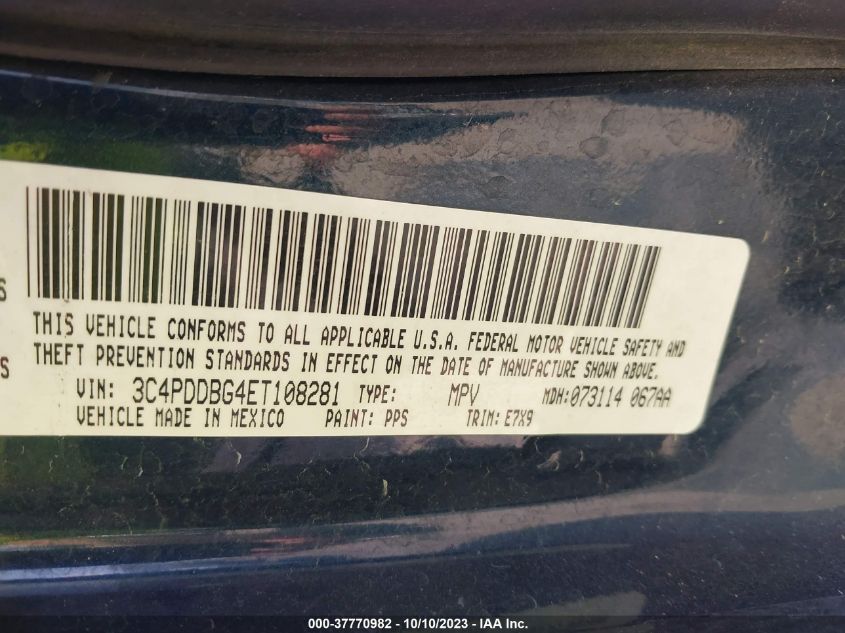 S
THIS VEHICLE CONFORMS TO ALL APPLICABLE U.S.A. FEDERAL MOTOR VEHICLE SAFETY AND
S THEFT PREVENTION STANDARDS IN EFFECT ON THE DATE OF MANUFACTURE SHOWN ABOVE.
VIN: 3C4PDDBG4ET108281 TYPE: MPV MDH:073114 067AA
VEHICLE MADE IN MEXICO PAINT: PPS TRIM: E7X9
000-37770982 - 10/10/2023 - IAA Inc.